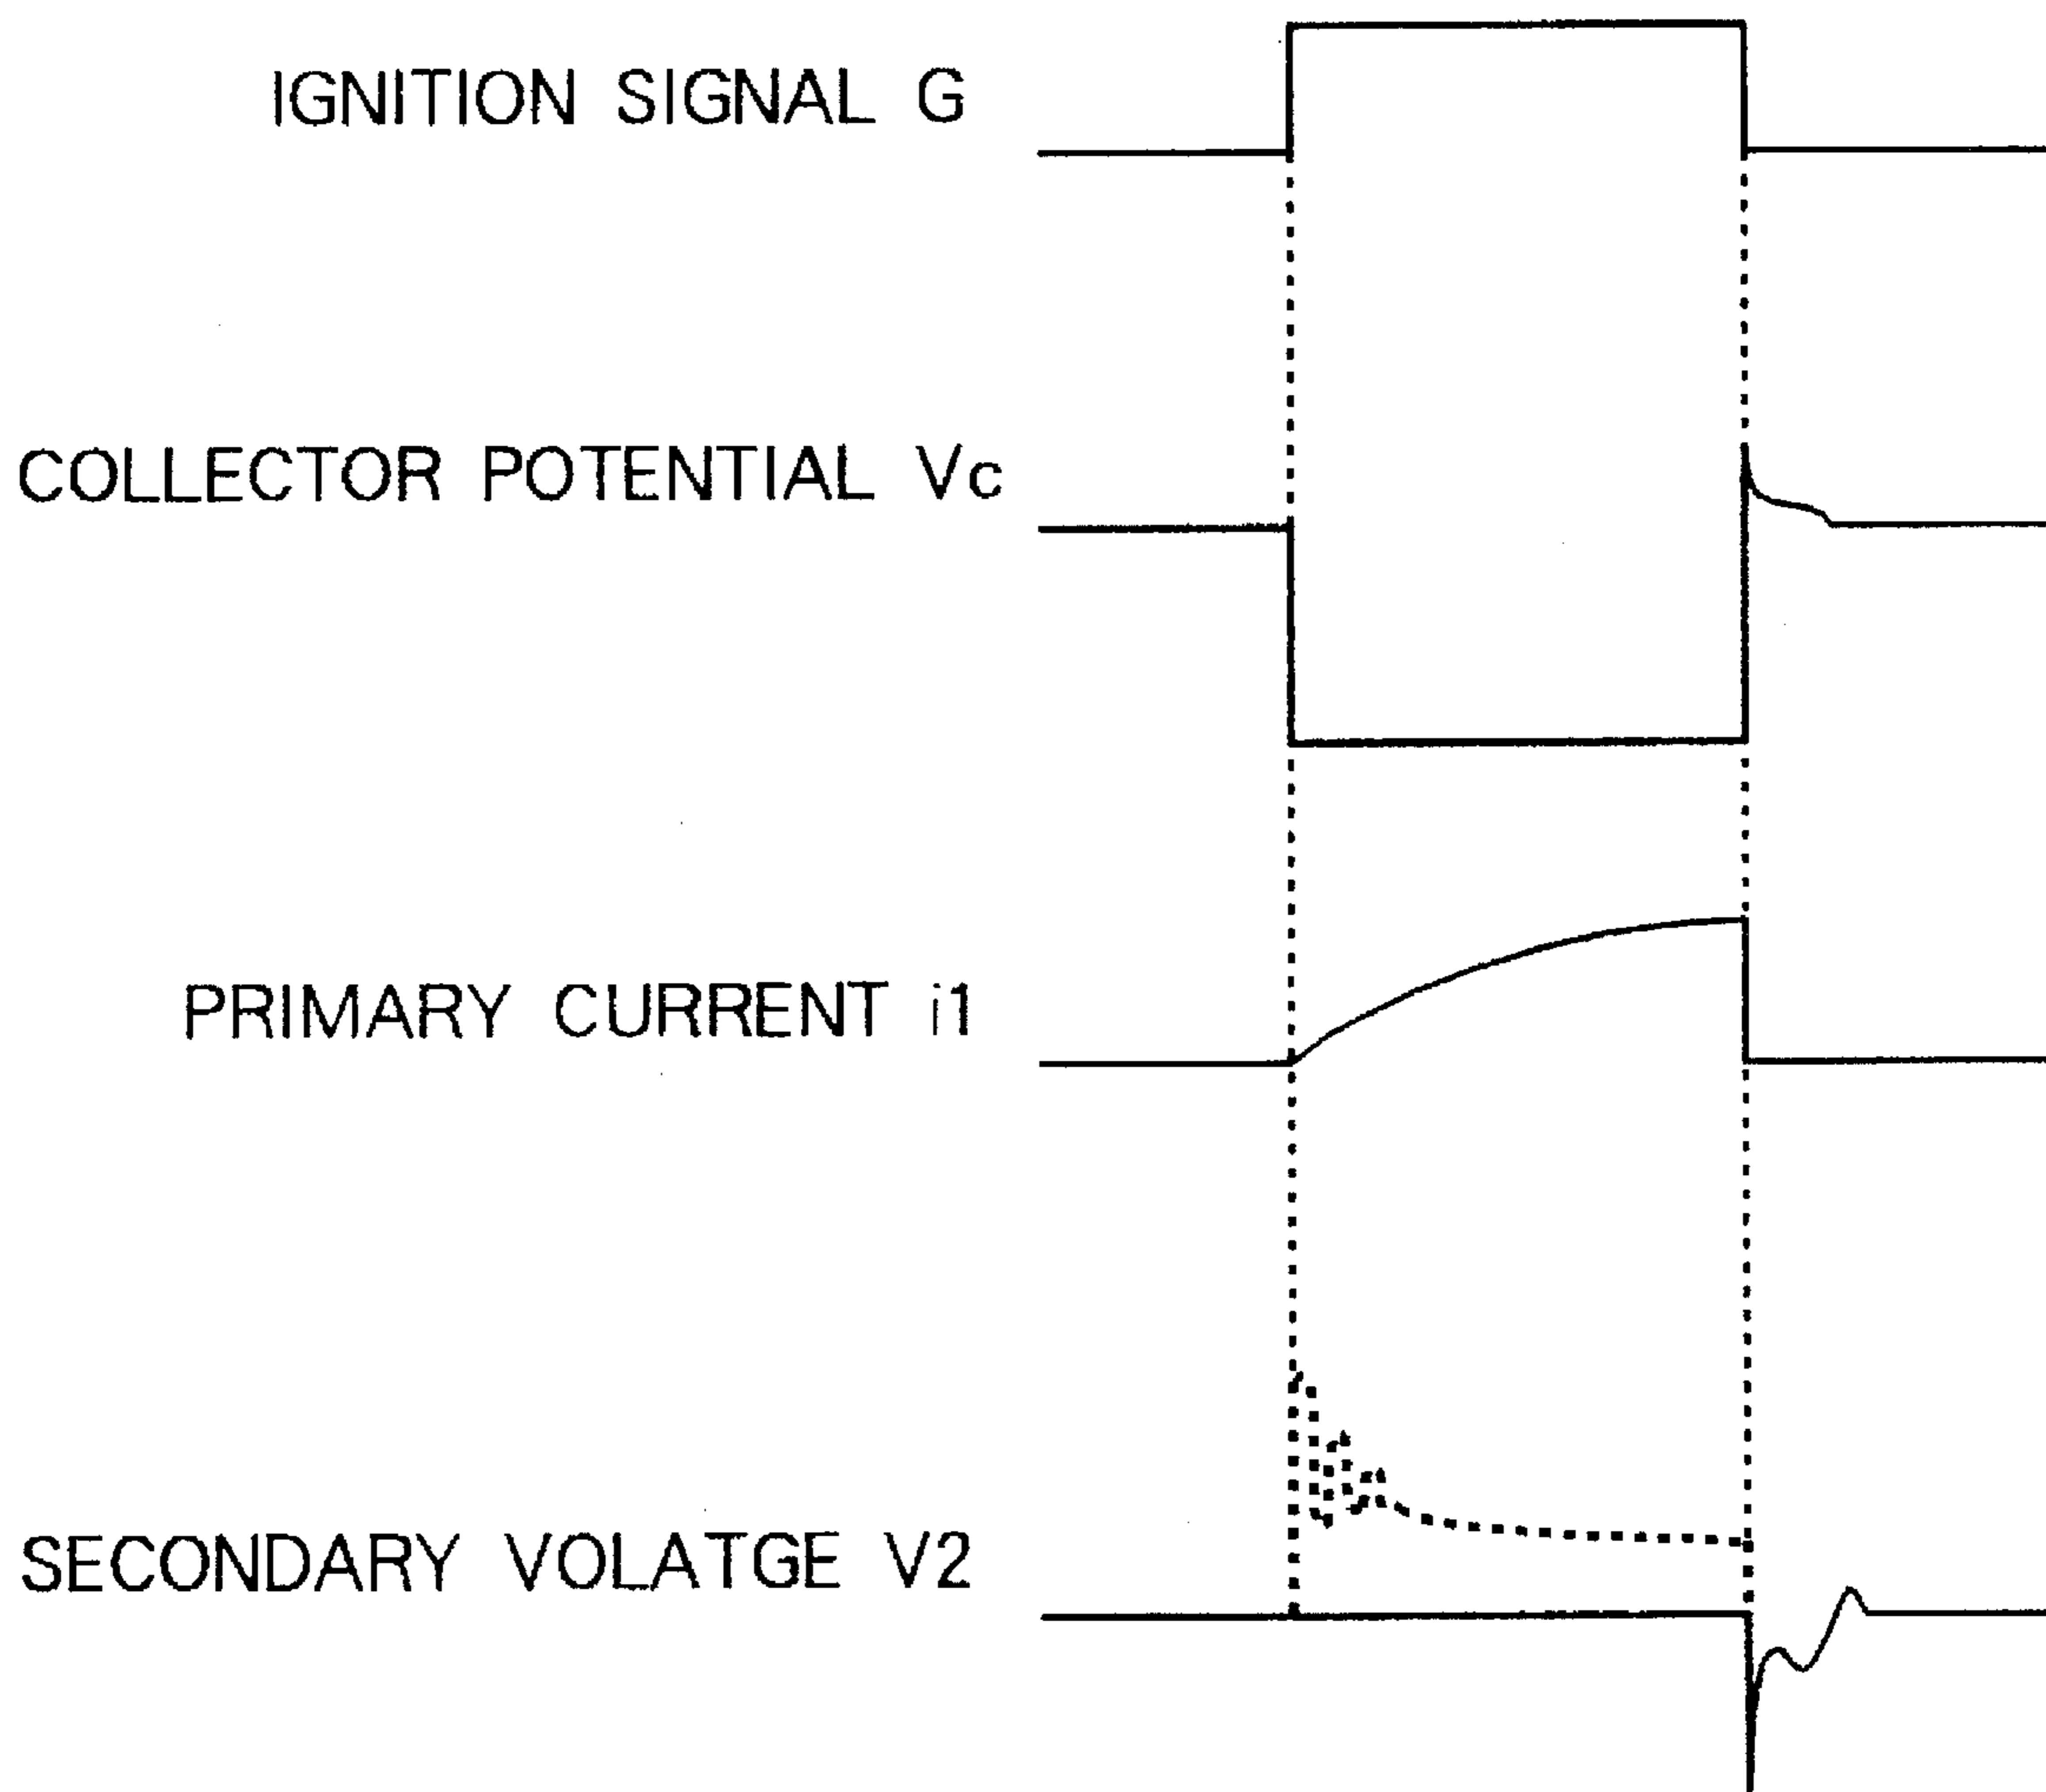 IGNITION SIGNAL G
COLLECTOR POTENTIAL Vc
PRIMARY CURRENT i1
SECONDARY VOLATGE V2